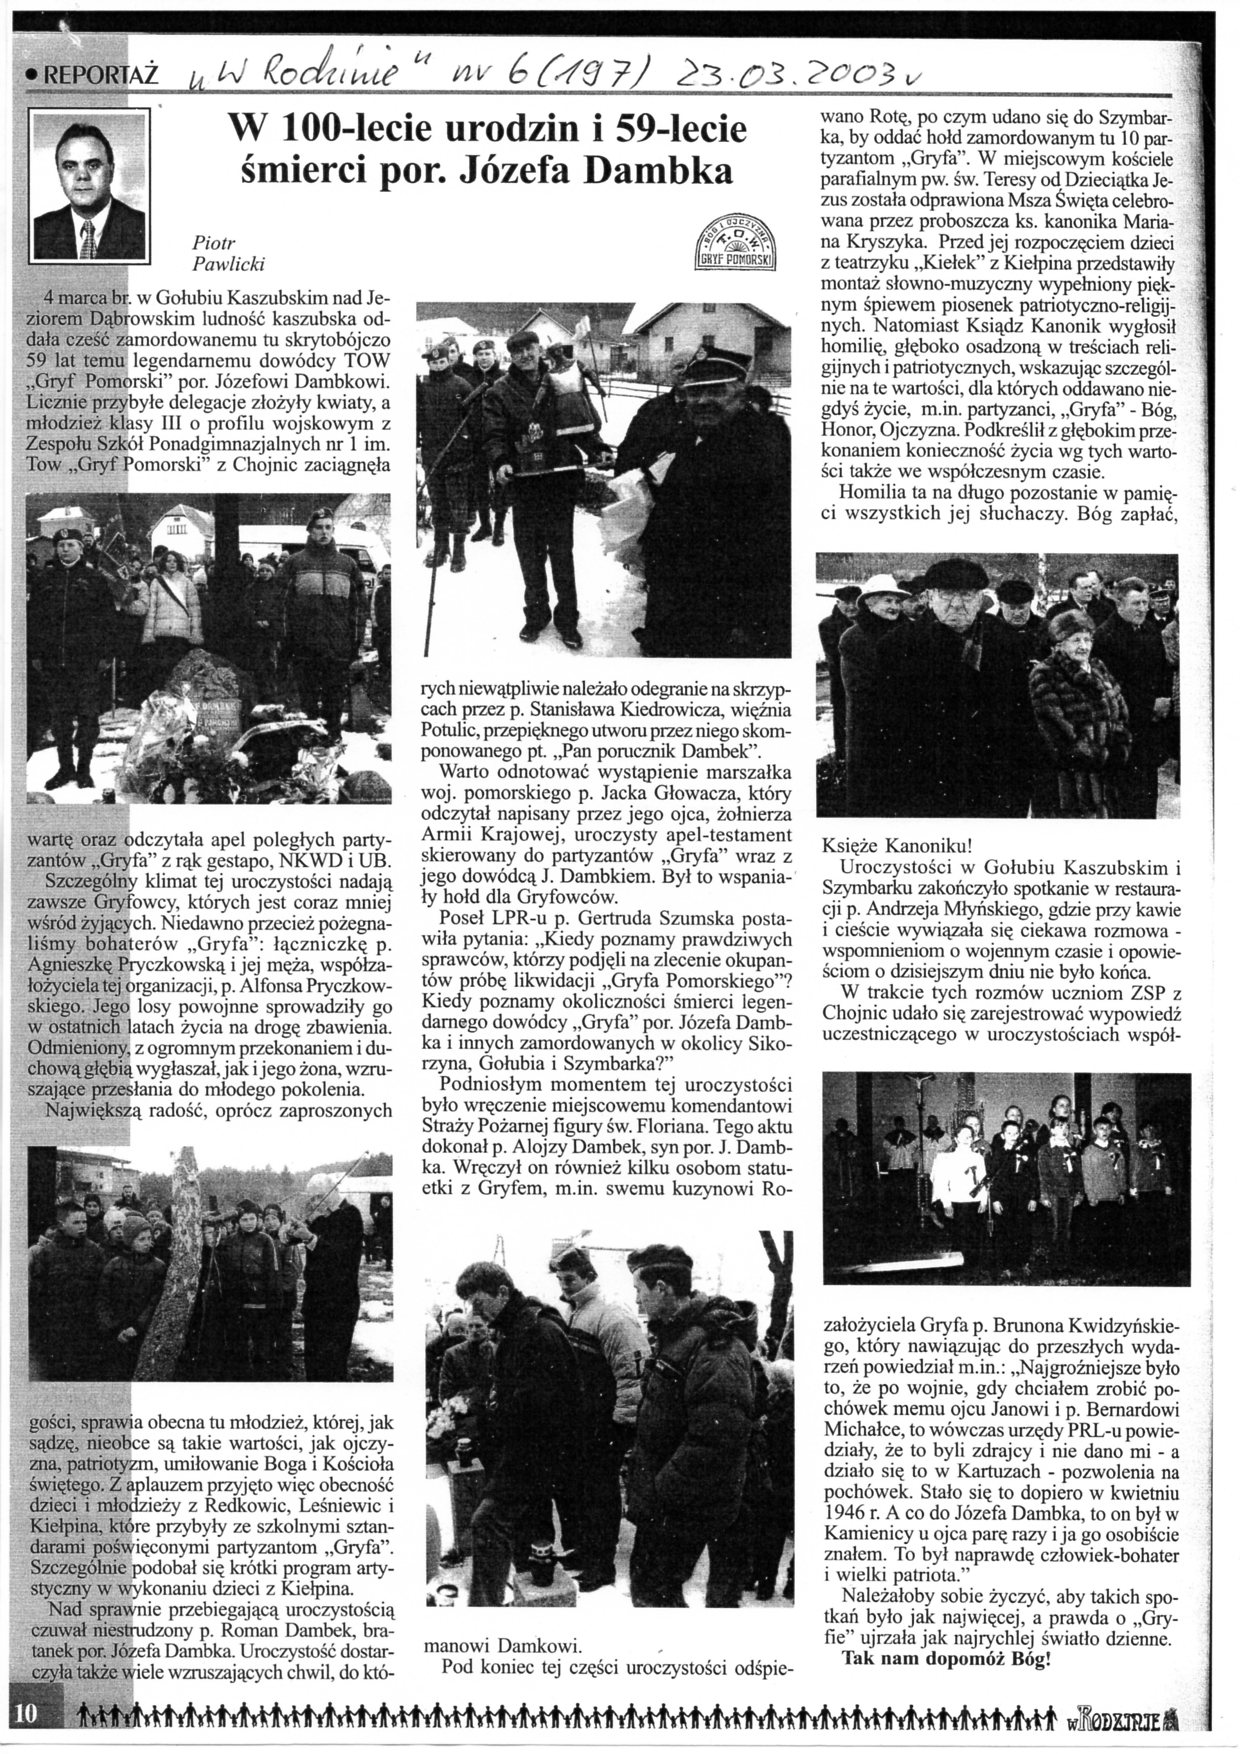 • REPORTAŻ
„W Rodzinie" nr 6(197) 23.03.2003 r
W 100-lecie urodzin i 59-lecie
śmierci por. Józefa Dambka
Piotr
Pawlicki
BÓG I OJCZYZNA
T.O.W.
GRYF POMORSKI
4 marca br. w Gołubiu Kaszubskim nad Je-
ziorem Dąbrowskim ludność kaszubska od-
dała cześć zamordowanemu tu skrytobójczo
59 lat temu legendarnemu dowódcy TOW
„Gryf Pomorski” por. Józefowi Dambkowi.
Licznie przybyłe delegacje złożyły kwiaty, a
młodzież klasy III o profilu wojskowym z
Zespołu Szkół Ponadgimnazjalnych nr 1 im.
Tow „Gryf Pomorski” z Chojnic zaciągnęła
wartę oraz odczytała apel poległych party-
zantów „Gryfa” z rąk gestapo, NKWD i UB.
Szczególny klimat tej uroczystości nadają
zawsze Gryfowcy, których jest coraz mniej
wśród żyjących. Niedawno przecież pożegna-
liśmy bohaterów „Gryfa”: łączniczkę p.
Agnieszkę Pryczkowską i jej męża, współza-
łożyciela tej organizacji, p. Alfonsa Pryczkow-
skiego. Jego losy powojnne sprowadziły go
w ostatnich latach życia na drogę zbawienia.
Odmieniony, z ogromnym przekonaniem i du-
chową głębią wygłaszał, jak i jego żona, wzru-
szające przesłania do młodego pokolenia.
Największą radość, oprócz zaproszonych
gości, sprawia obecna tu młodzież, której, jak
sądzę, nieobce są takie wartości, jak ojczy-
zna, patriotyzm, umiłowanie Boga i Kościoła
świętego. Z aplauzem przyjęto więc obecność
dzieci i młodzieży z Redkowic, Leśniewic i
Kiełpina, które przybyły ze szkolnymi sztan-
darami poświęconymi partyzantom „Gryfa”.
Szczególnie podobał się krótki program arty-
styczny w wykonaniu dzieci z Kiełpina.
Nad sprawnie przebiegającą uroczystością
czuwał niestrudzony p. Roman Dambek, bra-
tanek por. Józefa Dambka. Uroczystość dostar-
czyła także wiele wzruszających chwil, do któ-
rych niewątpliwie należało odegranie na skrzyp-
cach przez p. Stanisława Kiedrowicza, więźnia
Potulic, przepięknego utworu przez niego skom-
ponowanego pt. „Pan porucznik Dambek”.
Warto odnotować wystąpienie marszałka
woj. pomorskiego p. Jacka Głowacza, który
odczytał napisany przez jego ojca, żołnierza
Armii Krajowej, uroczysty apel-testament
skierowany do partyzantów „Gryfa” wraz z
jego dowódcą J. Dambkiem. Był to wspania-
ły hołd dla Gryfowców.
Poseł LPR-u p. Gertruda Szumska posta-
wiła pytania: „Kiedy poznamy prawdziwych
sprawców, którzy podjęli na zlecenie okupan-
tów próbę likwidacji „Gryfa Pomorskiego”?
Kiedy poznamy okoliczności śmierci legen-
darnego dowódcy „Gryfa” por. Józefa Damb-
ka i innych zamordowanych w okolicy Siko-
rzyna, Gołubia i Szymbarka?”
Podniosłym momentem tej uroczystości
było wręczenie miejscowemu komendantowi
Straży Pożarnej figury św. Floriana. Tego aktu
dokonał p. Alojzy Dambek, syn por. J. Damb-
ka. Wręczył on również kilku osobom statu-
etki z Gryfem, m.in. swemu kuzynowi Ro-
manowi Damkowi.
Pod koniec tej części uroczystości odśpie-
wano Rotę, po czym udano się do Szymbar-
ka, by oddać hołd zamordowanym tu 10 par-
tyzantom „Gryfa”. W miejscowym kościele
parafialnym pw. św. Teresy od Dzieciątka Je-
zus została odprawiona Msza Święta celebro-
wana przez proboszcza ks. kanonika Maria-
na Kryszyka. Przed jej rozpoczęciem dzieci
z teatrzyku „Kiełek” z Kiełpina przedstawiły
montaż słowno-muzyczny wypełniony pięk-
nym śpiewem piosenek patriotyczno-religij-
nych. Natomiast Ksiądz Kanonik wygłosił
homilię, głęboko osadzoną w treściach reli-
gijnych i patriotycznych, wskazując szczegól-
nie na te wartości, dla których oddawano nie-
gdyś życie, m.in. partyzanci, „Gryfa” - Bóg,
Honor, Ojczyzna. Podkreślił z głębokim prze-
konaniem konieczność życia wg tych warto-
ści także we współczesnym czasie.
Homilia ta na długo pozostanie w pamię-
ci wszystkich jej słuchaczy. Bóg zapłać,
Księże Kanoniku!
Uroczystości w Gołubiu Kaszubskim i
Szymbarku zakończyło spotkanie w restaura-
cji p. Andrzeja Młyńskiego, gdzie przy kawie
i cieście wywiązała się ciekawa rozmowa -
wspomnieniom o wojennym czasie i opowie-
ściom o dzisiejszym dniu nie było końca.
W trakcie tych rozmów uczniom ZSP z
Chojnic udało się zarejestrować wypowiedź
uczestniczącego w uroczystościach współ-
założyciela Gryfa p. Brunona Kwidzyńskie-
go, który nawiązując do przeszłych wyda-
rzeń powiedział m.in.: „Najgroźniejsze było
to, że po wojnie, gdy chciałem zrobić po-
chówek memu ojcu Janowi i p. Bernardowi
Michałce, to wówczas urzędy PRL-u powie-
działy, że to byli zdrajcy i nie dano mi - a
działo się to w Kartuzach - pozwolenia na
pochówek. Stało się to dopiero w kwietniu
1946 r. A co do Józefa Dambka, to on był w
Kamienicy u ojca parę razy i ja go osobiście
znałem. To był naprawdę człowiek-bohater
i wielki patriota.”
Należałoby sobie życzyć, aby takich spo-
tkań było jak najwięcej, a prawda o „Gry-
fie” ujrzała jak najrychlej światło dzienne.
Tak nam dopomóż Bóg!
10
wRODZINIE